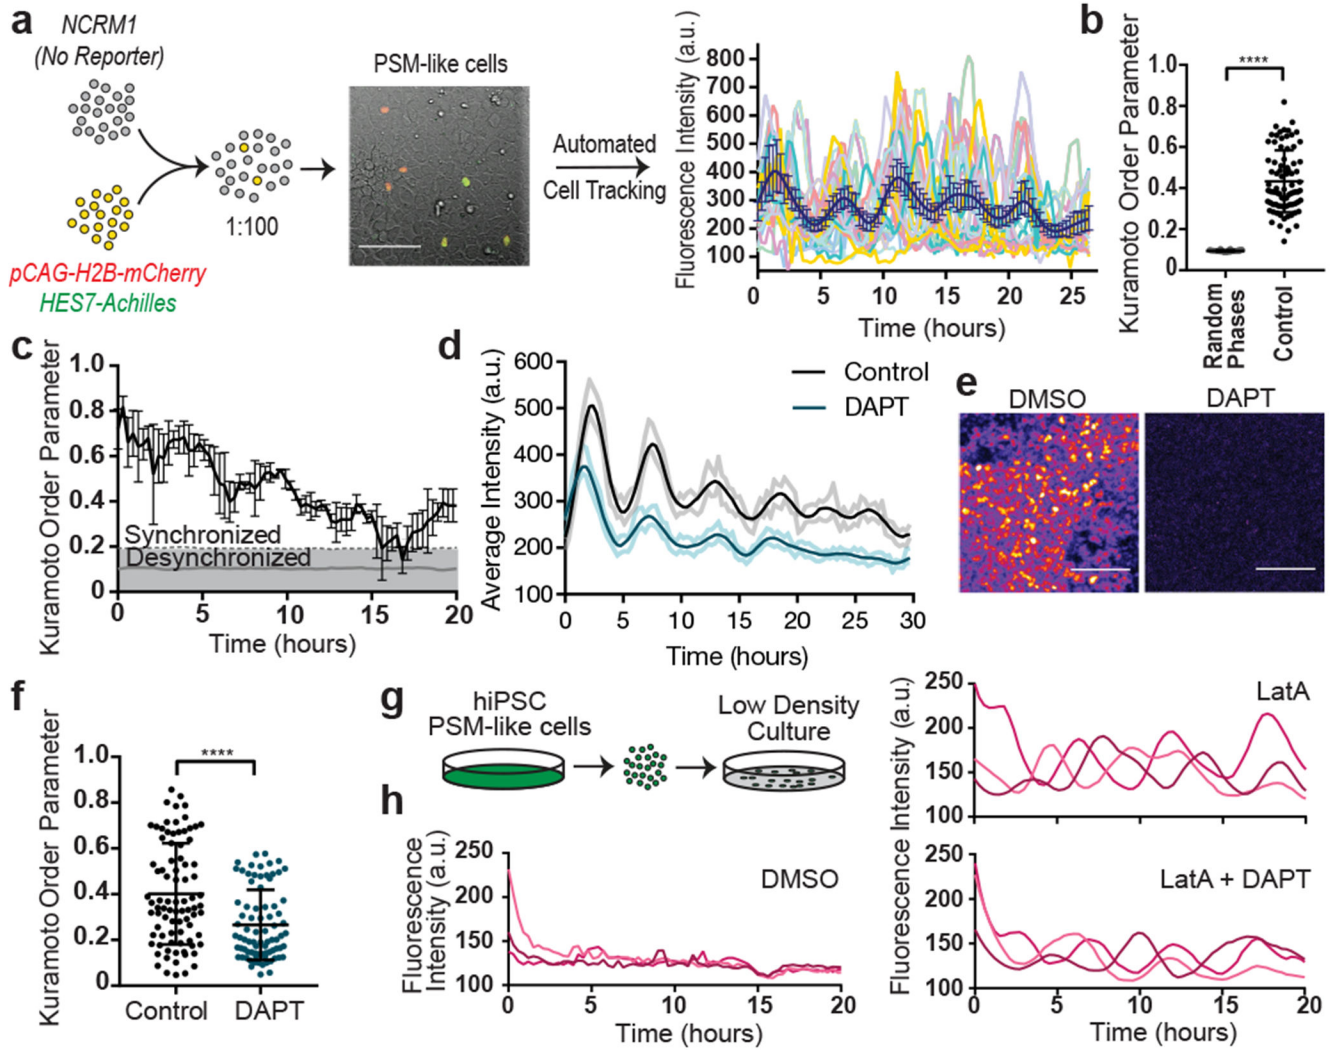 a
NCRM1
(No Reporter)
pCAG-H2B-mCherry
HES7-Achilles
1:100
PSM-like cells
Automated
Cell Tracking
Fluorescence Intensity (a.u.)
800
700
600
500
400
300
200
100
0
5
10
15
20
25
Time (hours)
b
Kuramoto Order Parameter
****
1.0
0.8
0.6
0.4
0.2
0
Random
Phases
Control
c
Kuramoto Order Parameter
1.0
0.8
0.6
0.4
0.2
0
Synchronized
Desynchronized
0
5
10
15
20
Time (hours)
d
Average Intensity (a.u.)
600
500
400
300
200
100
Control
DAPT
0
5
10
15
20
25
30
Time (hours)
e
DMSO
DAPT
f
Kuramoto Order Parameter
1.0
0.8
0.6
0.4
0.2
0
****
Control
DAPT
g
hiPSC
PSM-like cells
Low Density
Culture
h
Fluorescence
Intensity (a.u.)
250
200
150
100
DMSO
0
5
10
15
20
Time (hours)
Fluorescence Intensity (a.u.)
250
200
150
100
LatA
250
200
150
100
LatA + DAPT
0
5
10
15
20
Time (hours)